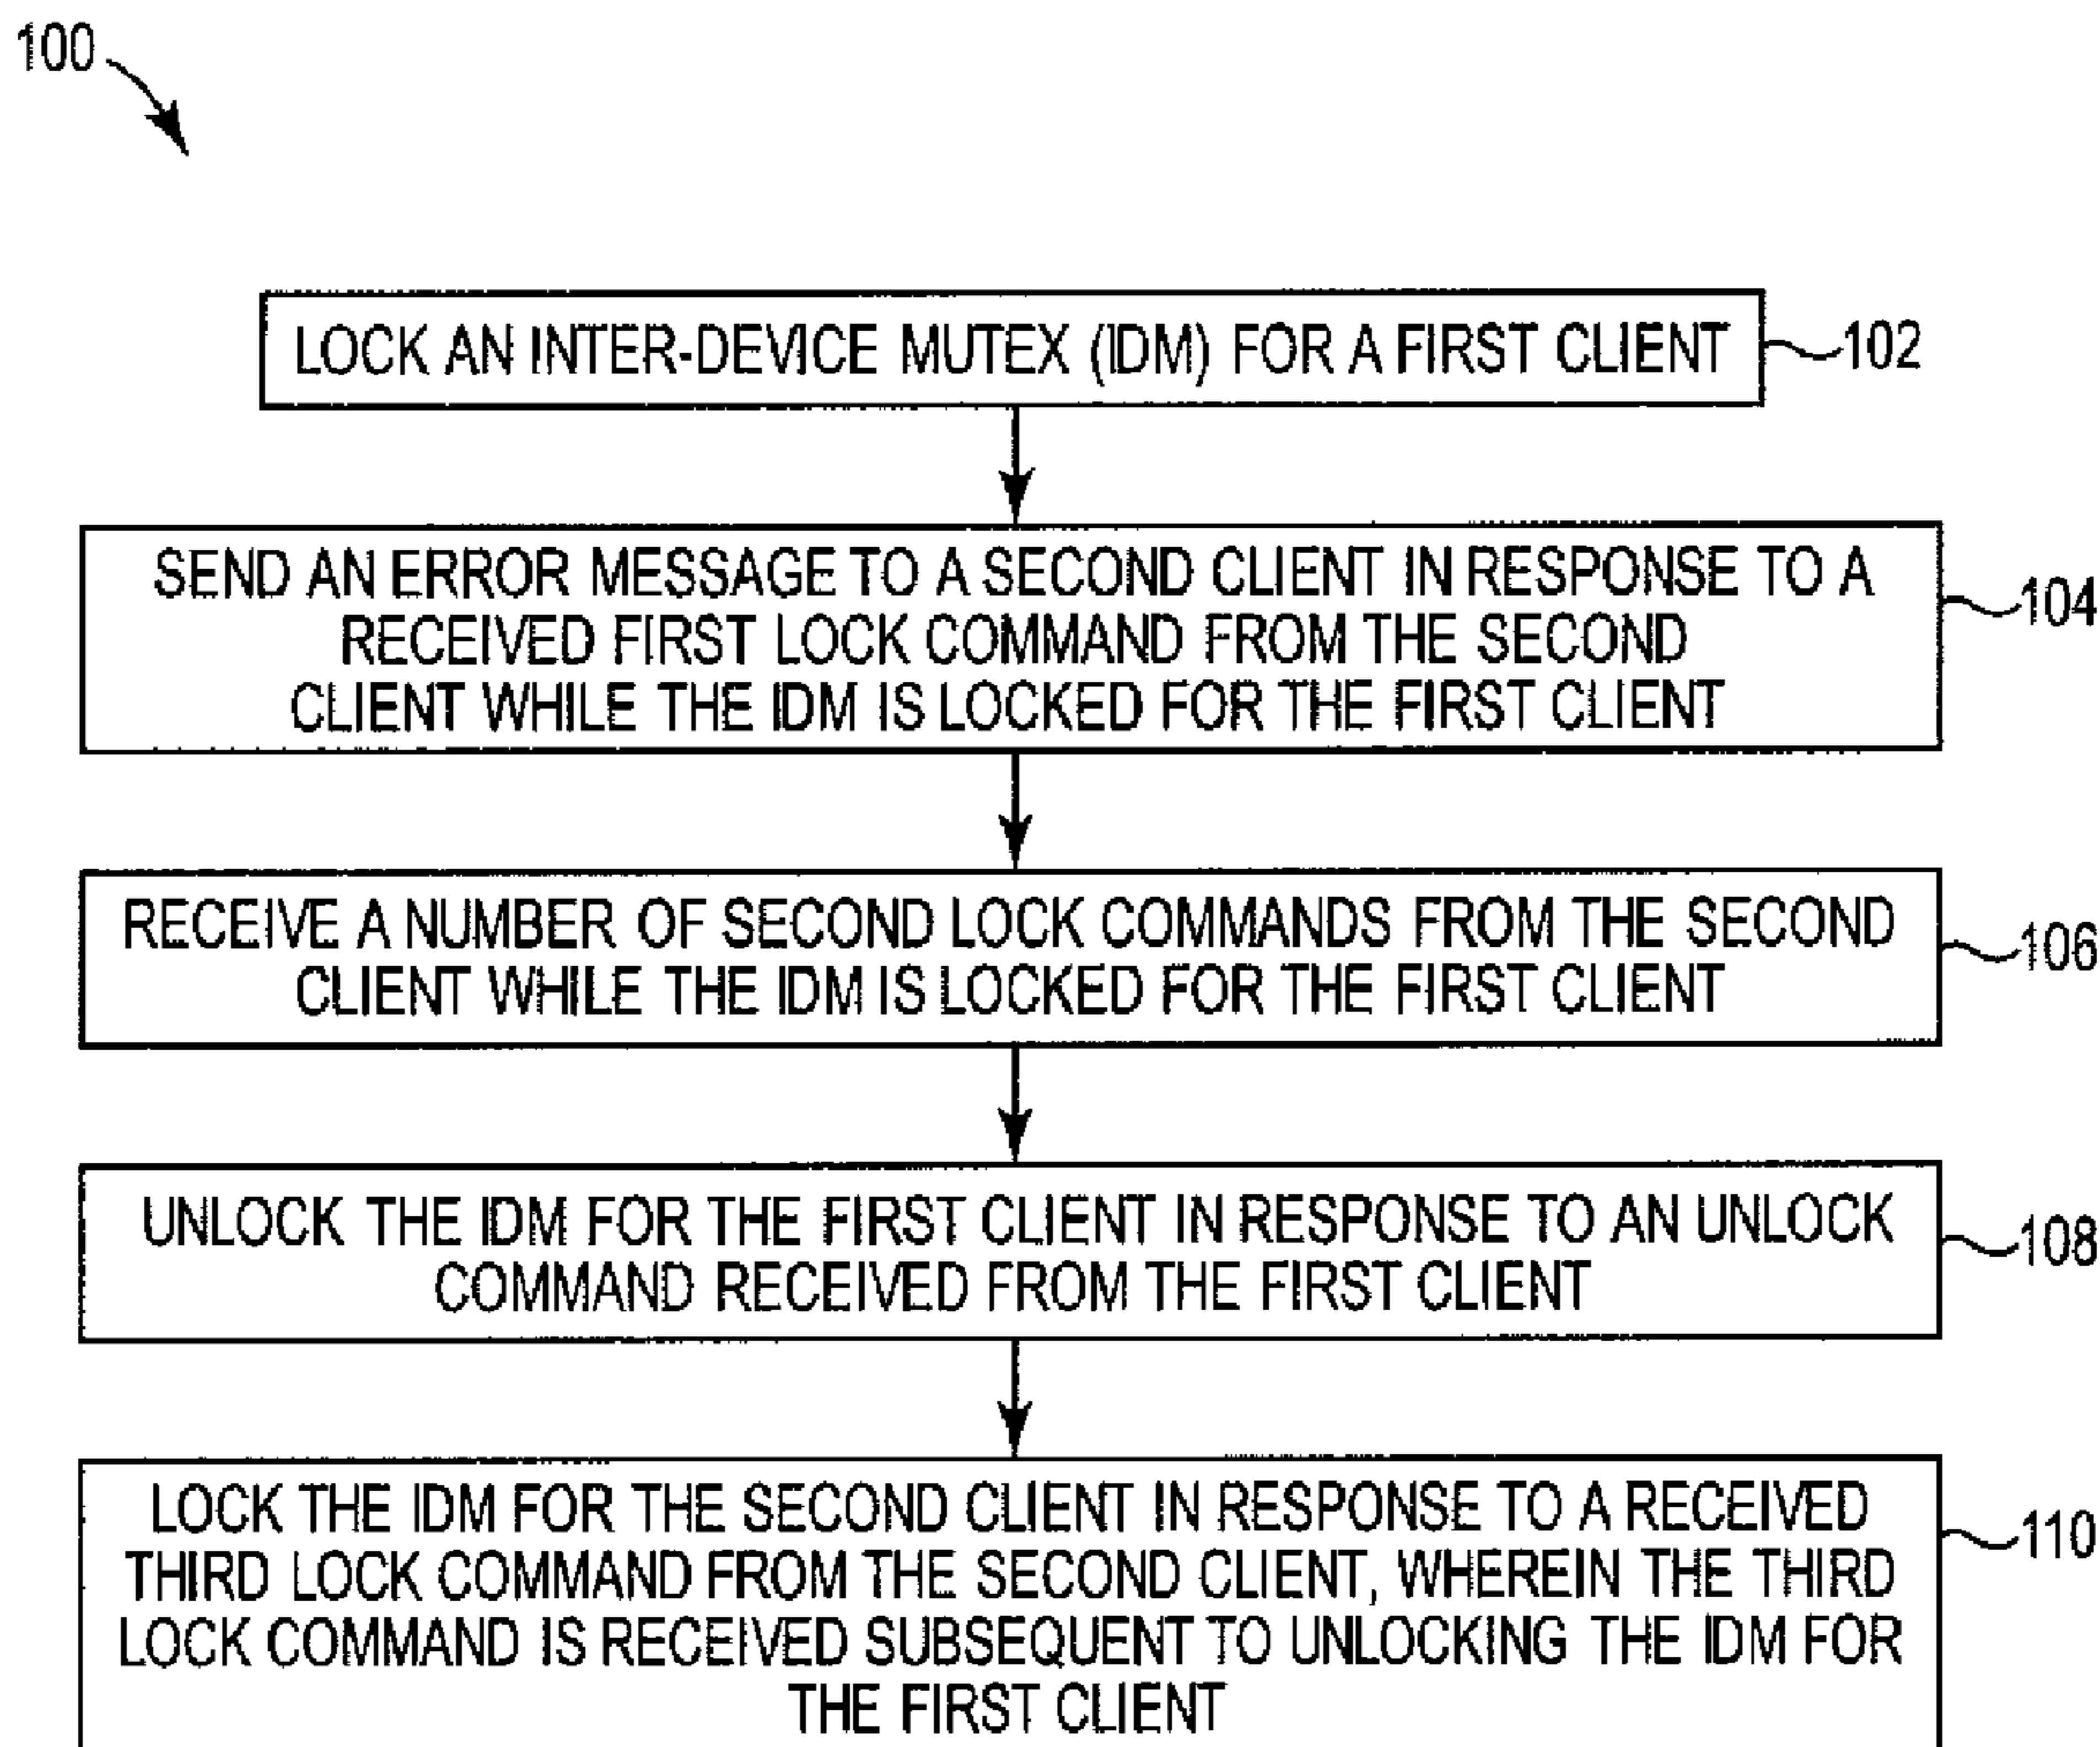 100
LOCK AN INTER-DEVICE MUTEX (IDM) FOR A FIRST CLIENT
102
SEND AN ERROR MESSAGE TO A SECOND CLIENT IN RESPONSE TO A
RECEIVED FIRST LOCK COMMAND FROM THE SECOND
CLIENT WHILE THE IDM IS LOCKED FOR THE FIRST CLIENT
104
RECEIVE A NUMBER OF SECOND LOCK COMMANDS FROM THE SECOND
CLIENT WHILE THE IDM IS LOCKED FOR THE FIRST CLIENT
106
UNLOCK THE IDM FOR THE FIRST CLIENT IN RESPONSE TO AN UNLOCK
COMMAND RECEIVED FROM THE FIRST CLIENT
108
LOCK THE IDM FOR THE SECOND CLIENT IN RESPONSE TO A RECEIVED
THIRD LOCK COMMAND FROM THE SECOND CLIENT, WHEREIN THE THIRD
LOCK COMMAND IS RECEIVED SUBSEQUENT TO UNLOCKING THE IDM FOR
THE FIRST CLIENT
110